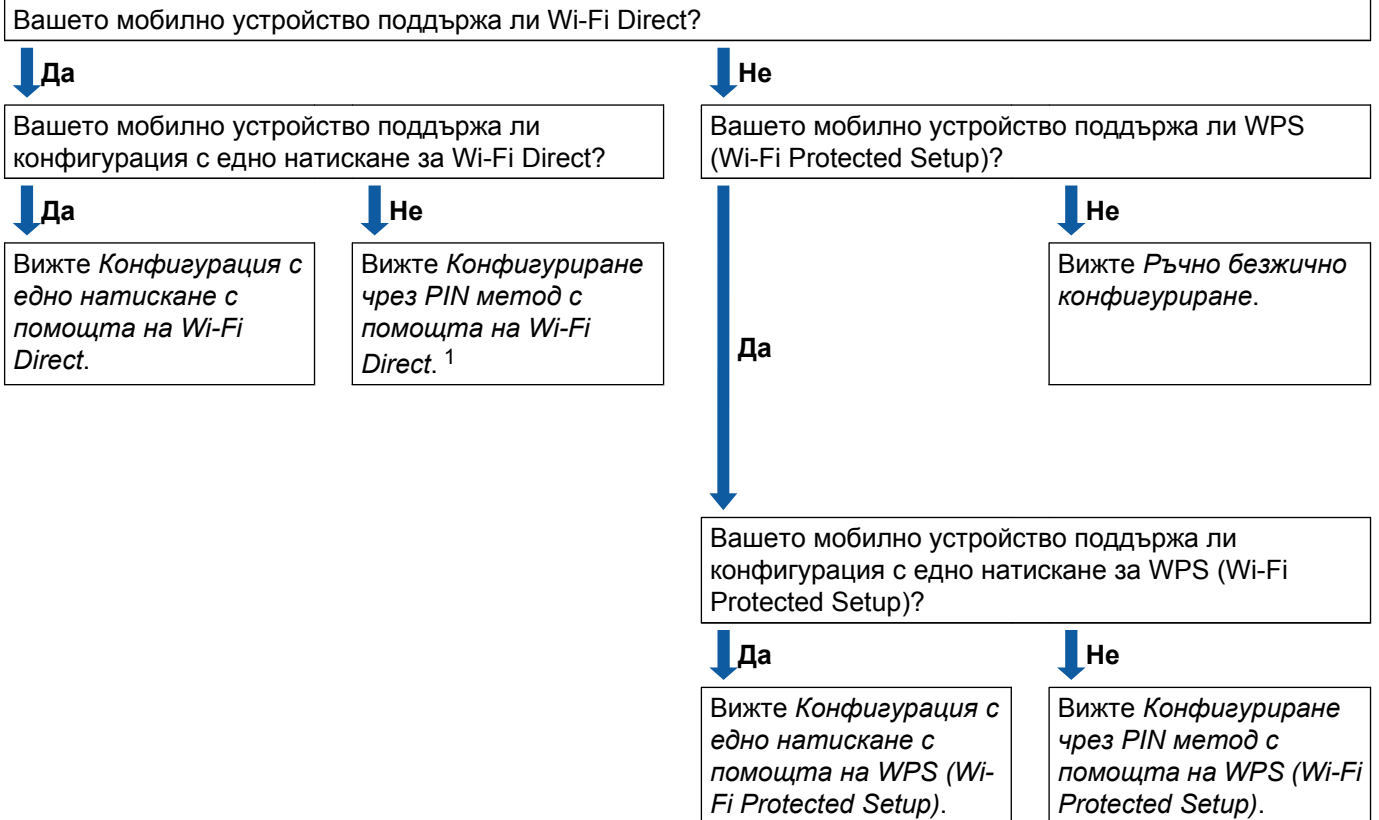 Вашето мобилно устройство поддържа ли Wi-Fi Direct?
Да
Не
Вашето мобилно устройство поддържа ли
конфигурация с едно натискане за Wi-Fi Direct?
Вашето мобилно устройство поддържа ли WPS
(Wi-Fi Protected Setup)?
Да
Не
Не
Вижте Конфигурация с
едно натискане с
помощта на Wi-Fi
Direct.
Вижте Конфигуриране
чрез PIN метод с
помощта на Wi-Fi
Direct. 1
Вижте Ръчно безжично
конфигуриране.
Да
Вашето мобилно устройство поддържа ли
конфигурация с едно натискане за WPS (Wi-Fi
Protected Setup)?
Да
Не
Вижте Конфигурация с
едно натискане с
помощта на WPS (Wi-
Fi Protected Setup).
Вижте Конфигуриране
чрез PIN метод с
помощта на WPS (Wi-Fi
Protected Setup).